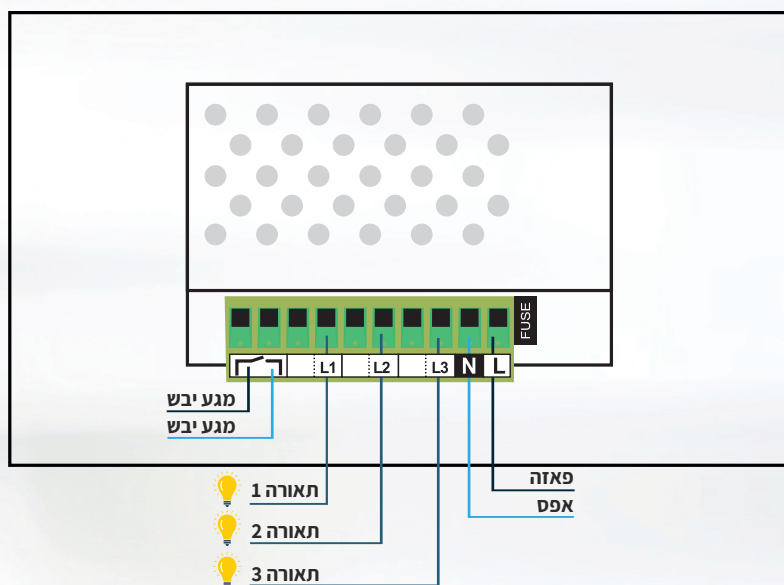 FUSE
L1 L2 L3 N L
מגע יבש
מגע יבש
פאזה
אפס
תאורה 1
תאורה 2
תאורה 3